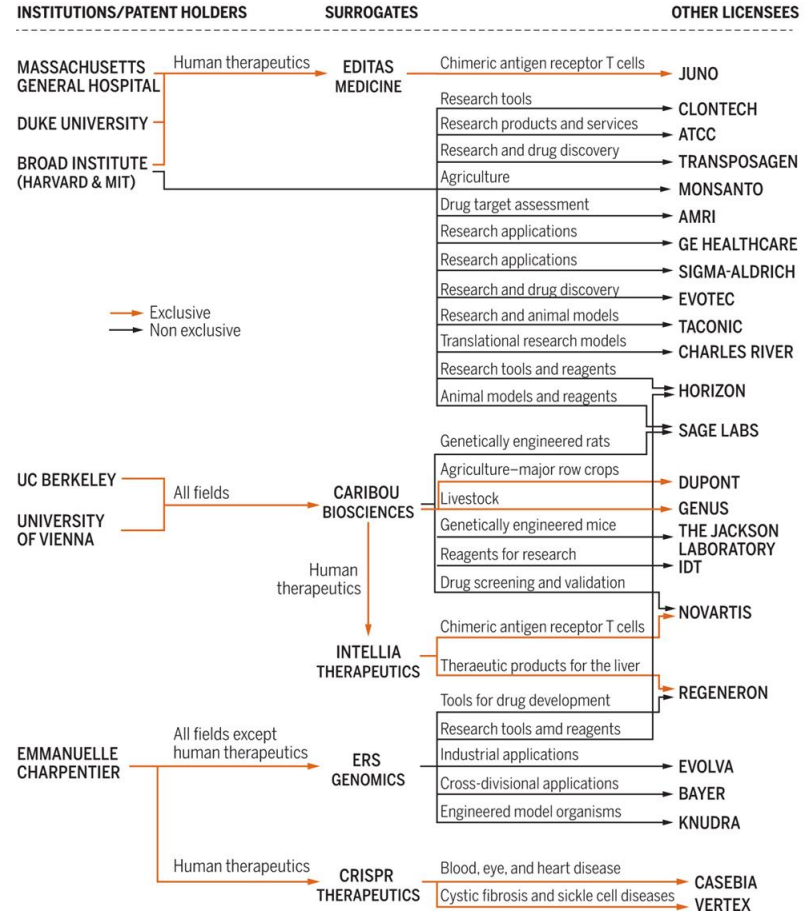 INSTITUTIONS/PATENT HOLDERS
SURROGATES
OTHER LICENSEES
MASSACHUSETTS
GENERAL HOSPITAL
Human therapeutics
EDITAS
MEDICINE
Chimeric antigen receptor T cells
JUNO
DUKE UNIVERSITY
BROAD INSTITUTE
(HARVARD & MIT)
Research tools
CLONTECH
Research products and services
ATCC
Research and drug discovery
TRANSPOSAGEN
Agriculture
MONSANTO
Drug target assessment
AMRI
Research applications
GE HEALTHCARE
Research applications
SIGMA-ALDRICH
Research and drug discovery
EVOTEC
Research and animal models
TACONIC
Translational research models
CHARLES RIVER
Research tools and reagents
HORIZON
Animal models and reagents
SAGE LABS
Exclusive
Non exclusive
UC BERKELEY
UNIVERSITY
OF VIENNA
All fields
CARIBOU
BIOSCIENCES
Genetically engineered rats
Agriculture–major row crops
DUPONT
Livestock
GENUS
Genetically engineered mice
THE JACKSON
LABORATORY
Reagents for research
IDT
Drug screening and validation
NOVARTIS
Human
therapeutics
INTELLIA
THERAPEUTICS
Chimeric antigen receptor T cells
Theraeutic products for the liver
REGENERON
EMMANUELLE
CHARPENTIER
All fields except
human therapeutics
ERS
GENOMICS
Tools for drug development
Research tools amd reagents
Industrial applications
EVOLVA
Cross-divisional applications
BAYER
Engineered model organisms
KNUDRA
Human therapeutics
CRISPR
THERAPEUTICS
Blood, eye, and heart disease
CASEBIA
Cystic fibrosis and sickle cell diseases
VERTEX